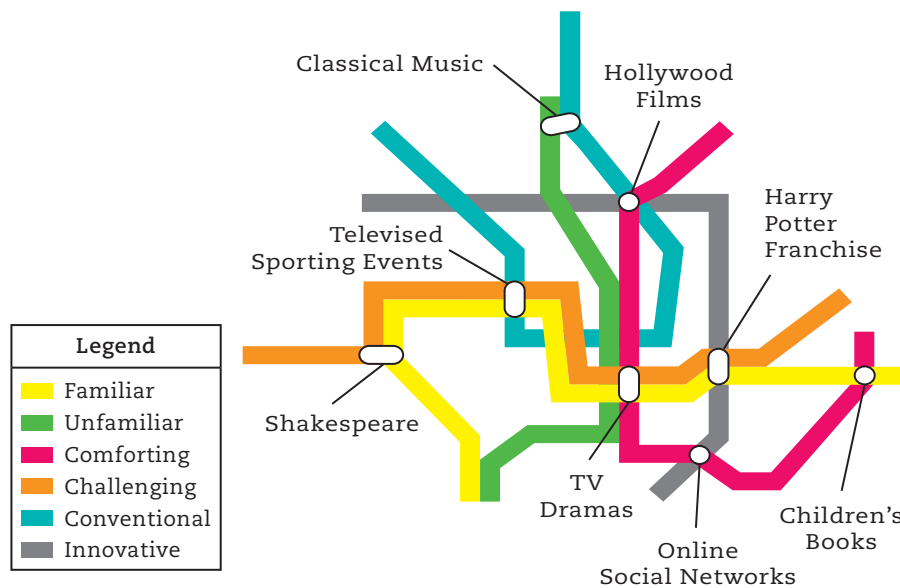 Classical Music
Hollywood
Films
Harry
Potter
Franchise
Televised
Sporting Events
Shakespeare
TV
Dramas
Online
Social Networks
Children's
Books
Legend
Familiar
Unfamiliar
Comforting
Challenging
Conventional
Innovative